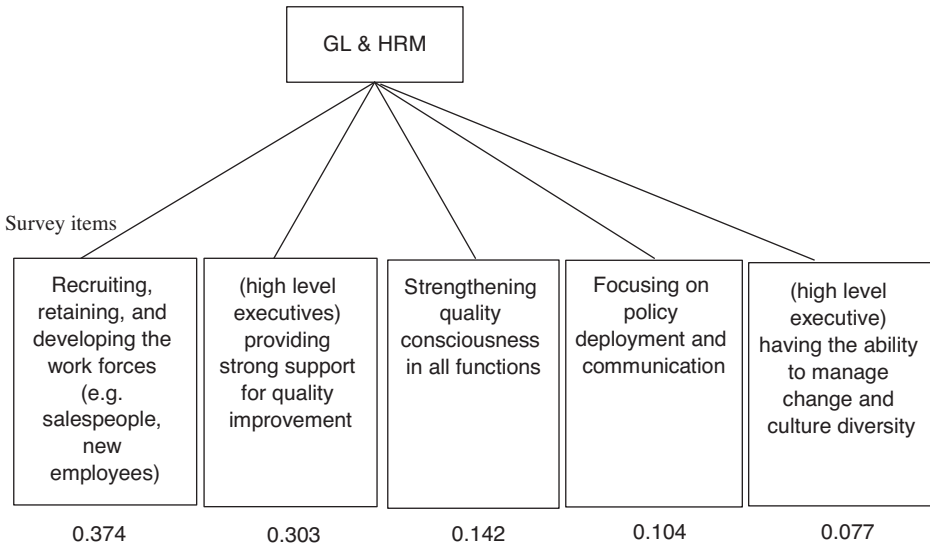 GL & HRM
Survey items
Recruiting,
retaining, and
developing the
work forces
(e.g.
salespeople,
new
employees)
(high level
executives)
providing
strong support
for quality
improvement
Strengthening
quality
consciousness
in all functions
Focusing on
policy
deployment and
communication
(high level
executive)
having the ability
to manage
change and
culture diversity
0.374
0.303
0.142
0.104
0.077